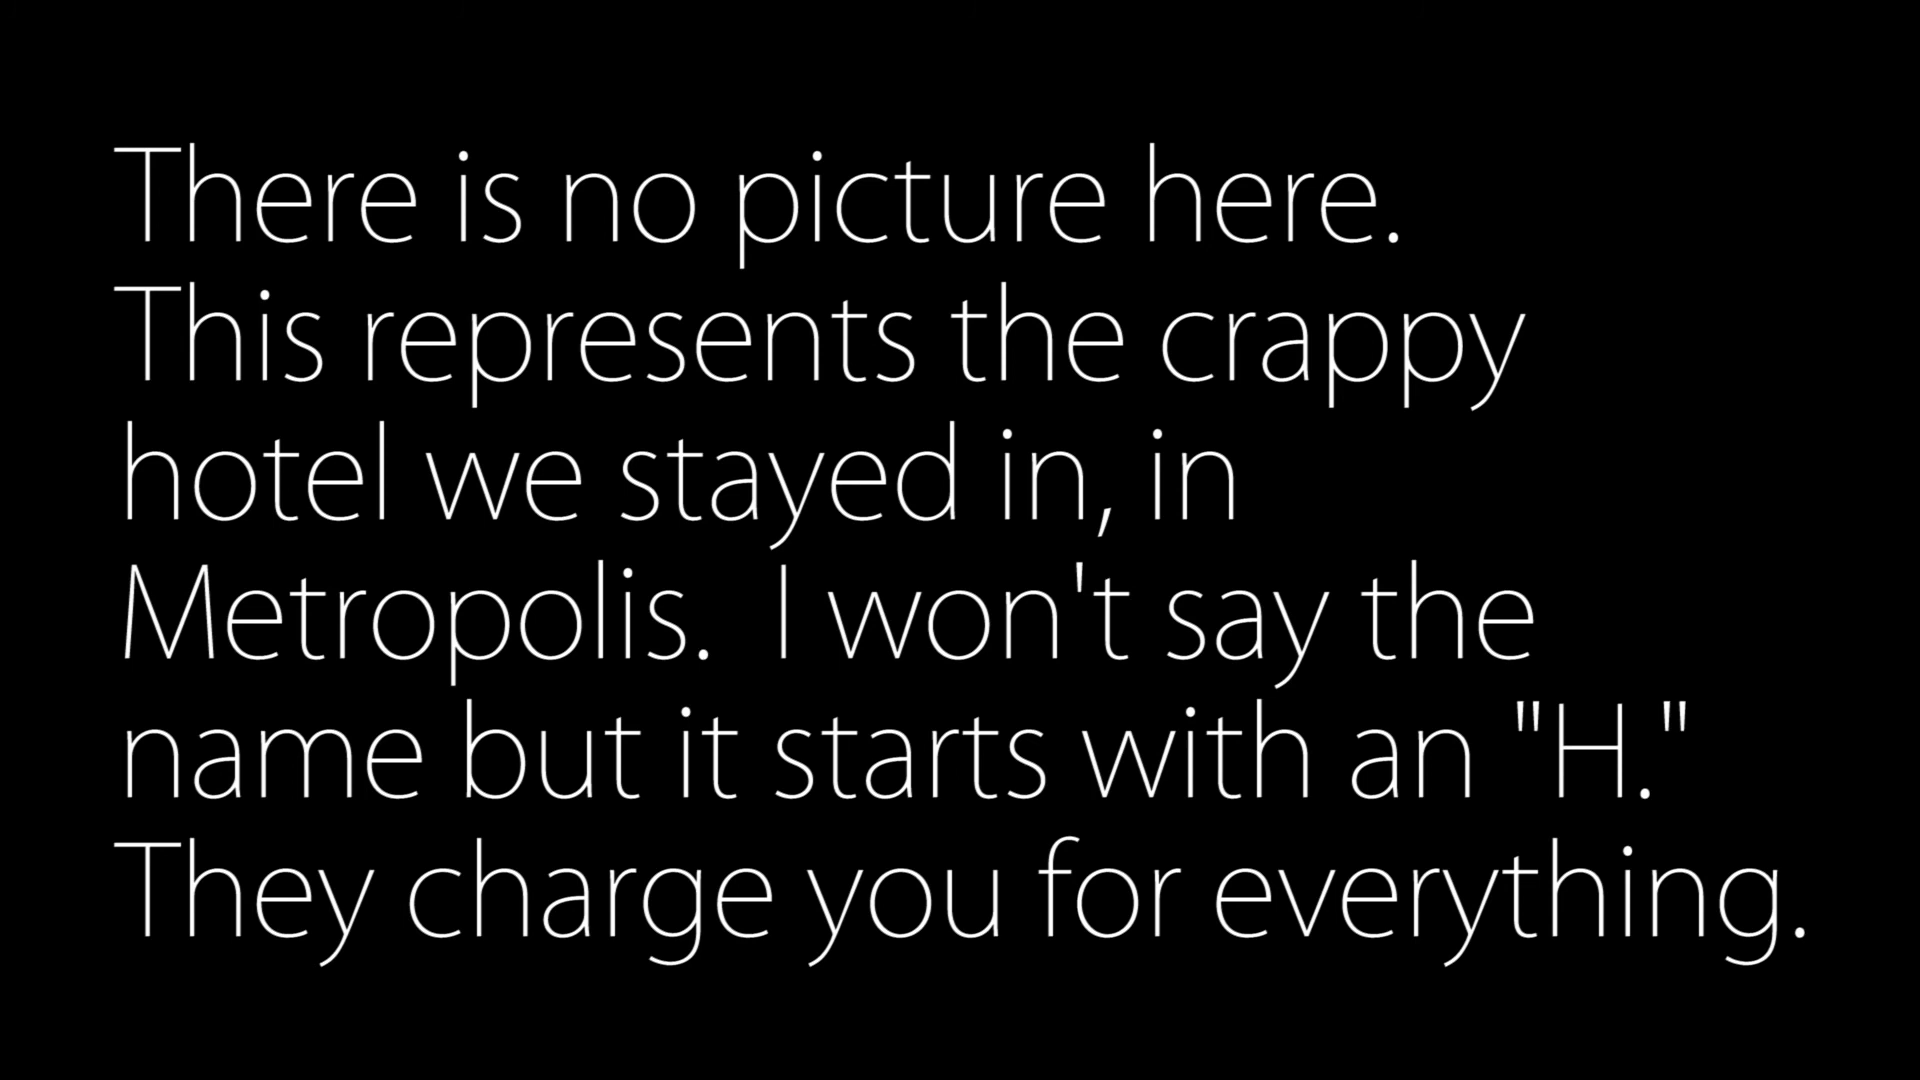 There is no picture here.
This represents the crappy
hotel we stayed in, in
Metropolis.  I won't say the
name but it starts with an "H."
They charge you for everything.